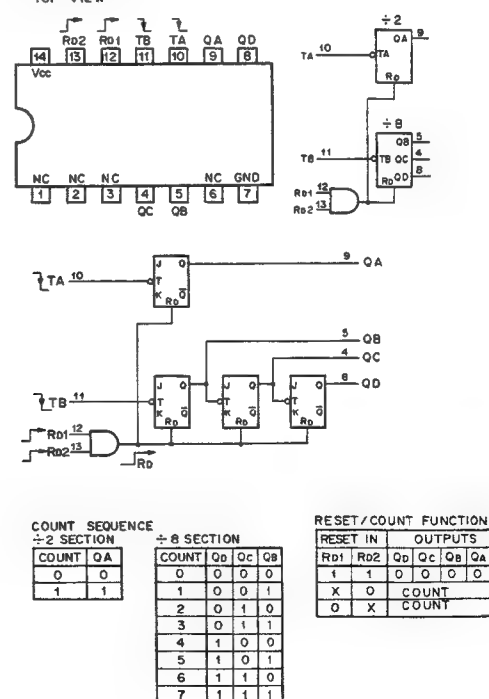 TOP VIEW
RD2 RD1 TB TA QA QD
14 13 12 11 10 9 8
Vcc
NC NC NC NC GND
1 2 3 4 5 6 7
QC QB
÷2
TA 10 TA QA 9
RD
÷8
QB 5
TB 11 TB QC 4
RD QD 8
RD1 12
RD2 13
9 QA
J Q
TA 10 T
K Q̅
RD
5 QB
4 QC
J Q J Q J Q 8 QD
TB 11 T T T
K Q̅ K Q̅ K Q̅
RD RD RD
RD1 12
RD2 13
RD
COUNT SEQUENCE
÷2 SECTION
COUNT QA
0 0
1 1
÷8 SECTION
COUNT QD QC QB
0 0 0 0
1 0 0 1
2 0 1 0
3 0 1 1
4 1 0 0
5 1 0 1
6 1 1 0
7 1 1 1
RESET/COUNT FUNCTION
RESET IN OUTPUTS
RD1 RD2 QD QC QB QA
1 1 0 0 0 0
X 0 COUNT
0 X COUNT